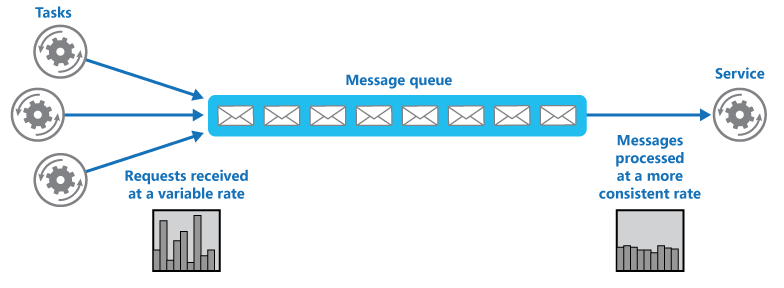 Tasks
Message queue
Service
Requests received
at a variable rate
Messages
processed
at a more
consistent rate